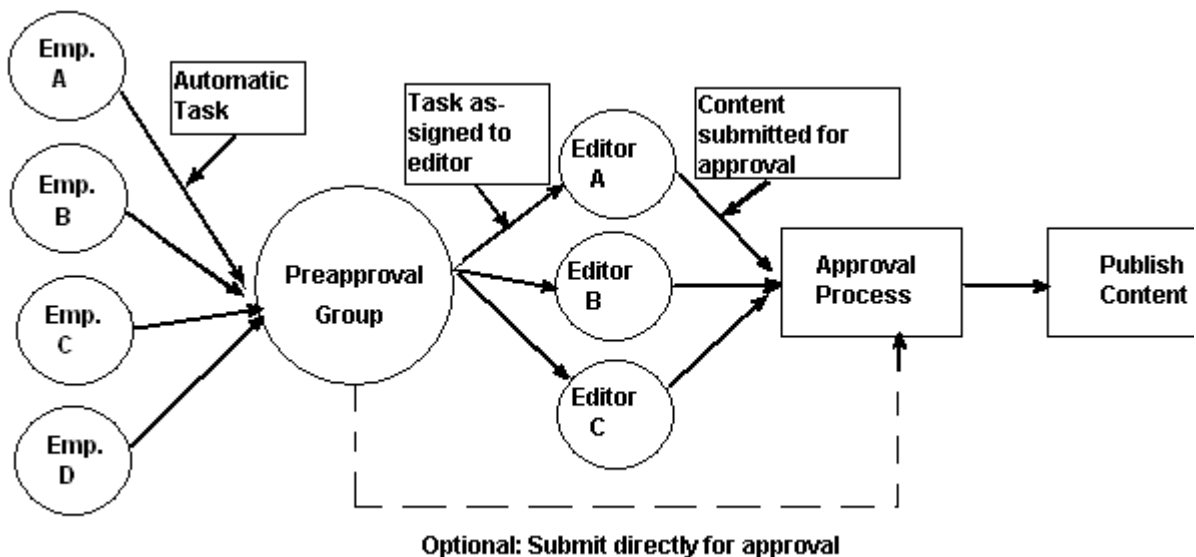 Emp.
A
Automatic
Task
Emp.
B
Emp.
C
Emp.
D
Preapproval
Group
Task as-
signed to
editor
Editor
A
Editor
B
Editor
C
Content
submitted for
approval
Approval
Process
Publish
Content
Optional: Submit directly for approval